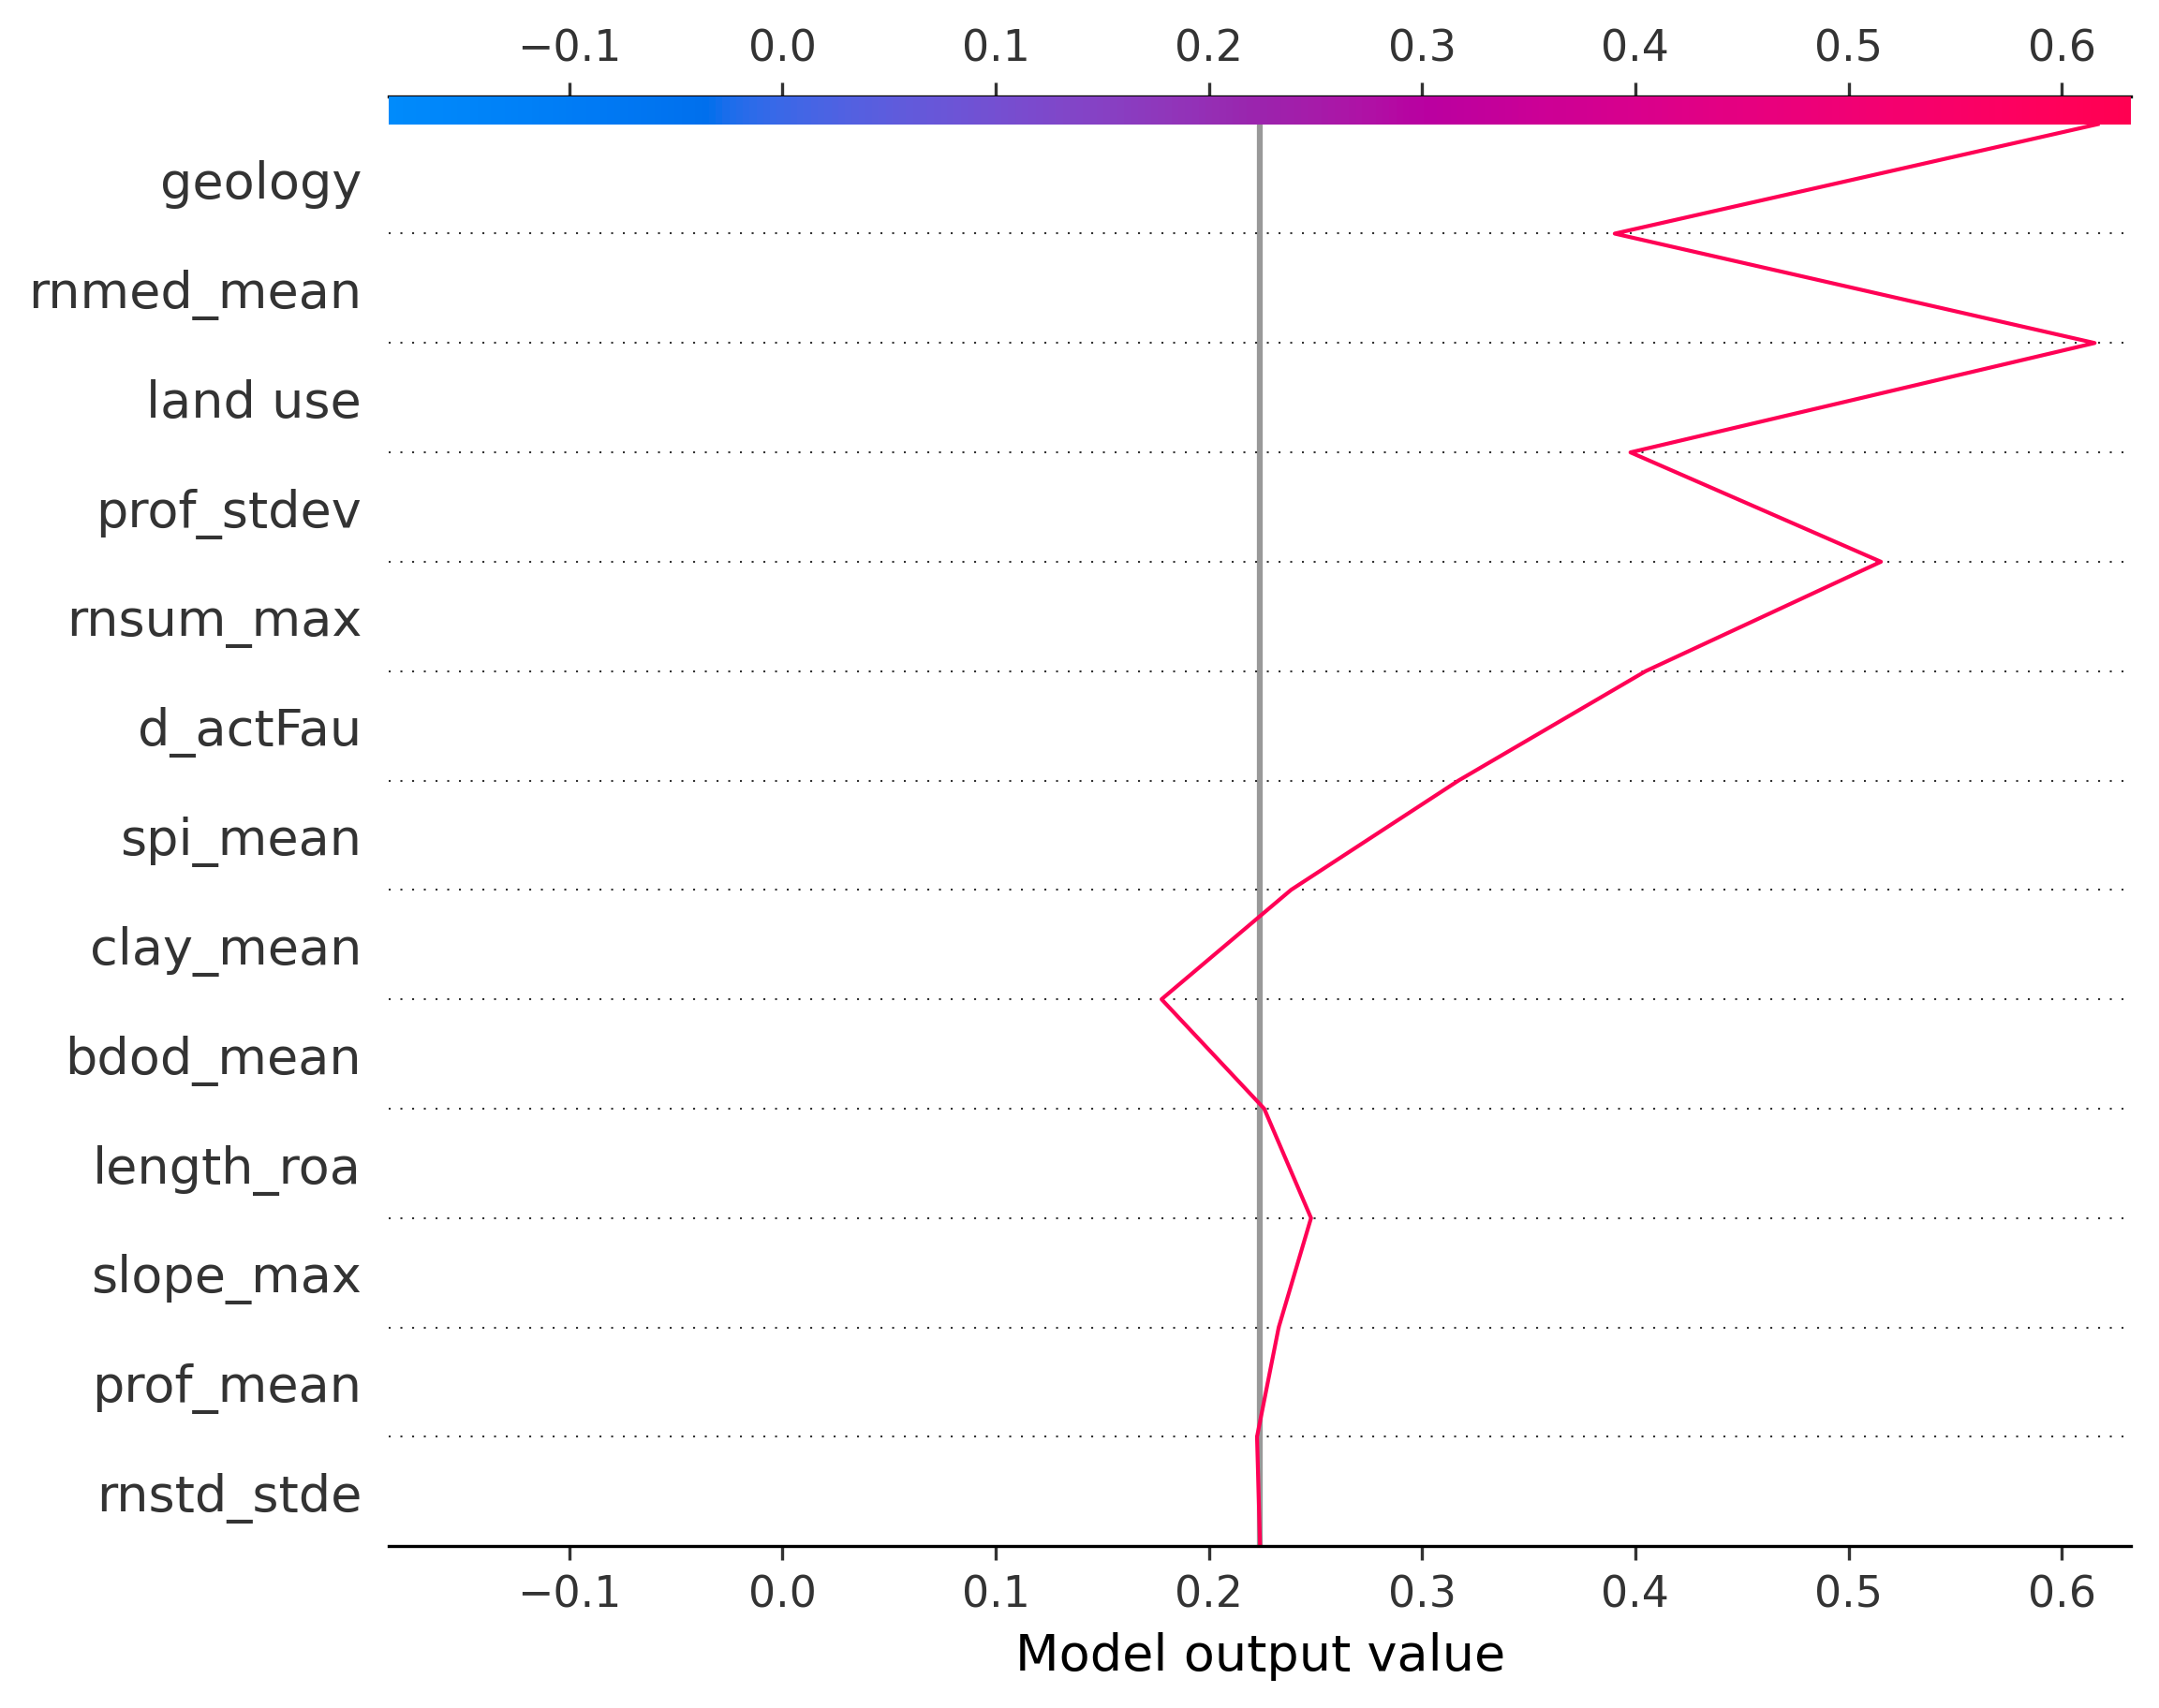 −0.1 0.0 0.1 0.2 0.3 0.4 0.5 0.6
geology
rnmed_mean
land use
prof_stdev
rnsum_max
d_actFau
spi_mean
clay_mean
bdod_mean
length_roa
slope_max
prof_mean
rnstd_stde
−0.1 0.0 0.1 0.2 0.3 0.4 0.5 0.6
Model output value